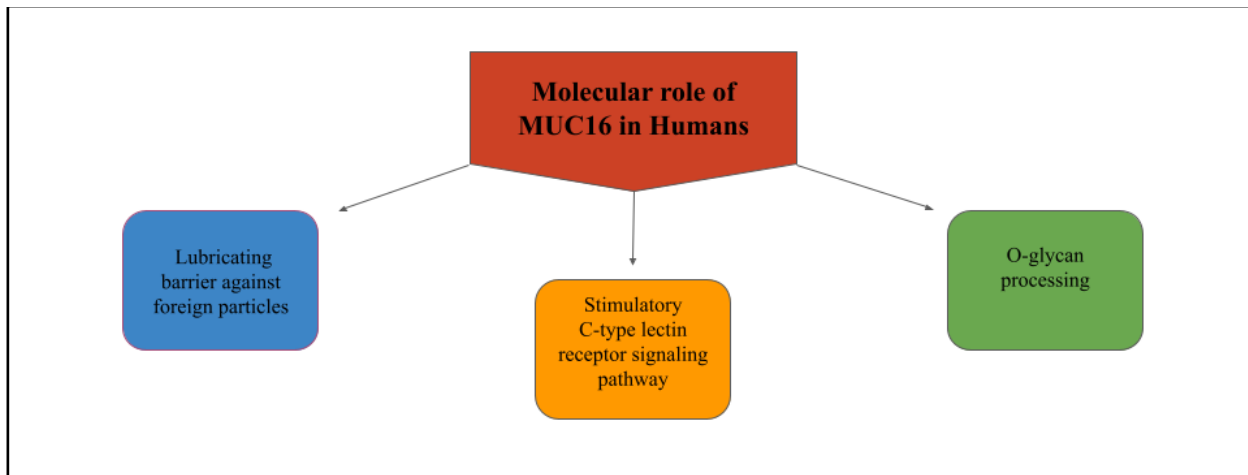 Molecular role of
MUC16 in Humans
Lubricating
barrier against
foreign particles
Stimulatory
C-type lectin
receptor signaling
pathway
O-glycan
processing